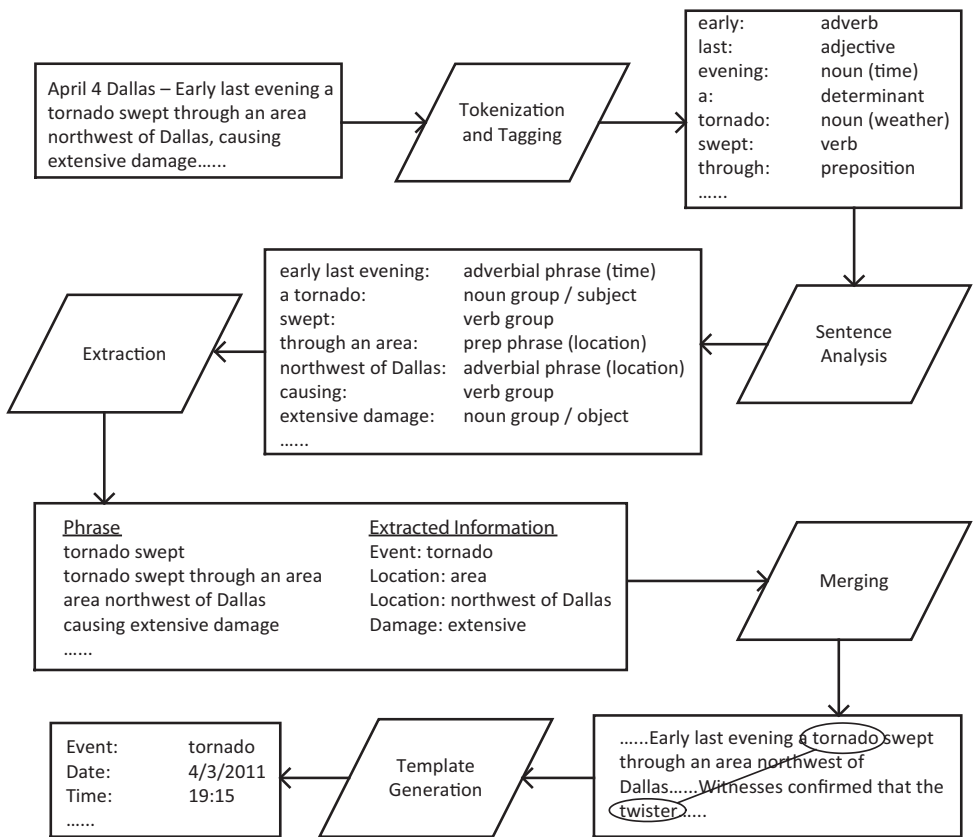 April 4 Dallas – Early last evening a
tornado swept through an area
northwest of Dallas, causing
extensive damage…...
Tokenization
and Tagging
early: adverb
last: adjective
evening: noun (time)
a: determinant
tornado: noun (weather)
swept: verb
through: preposition
…...
Sentence
Analysis
early last evening: adverbial phrase (time)
a tornado: noun group / subject
swept: verb group
through an area: prep phrase (location)
northwest of Dallas: adverbial phrase (location)
causing: verb group
extensive damage: noun group / object
…...
Extraction
Phrase Extracted Information
tornado swept Event: tornado
tornado swept through an area Location: area
area northwest of Dallas Location: northwest of Dallas
causing extensive damage Damage: extensive
…...
Merging
…...Early last evening a tornado swept
through an area northwest of
Dallas…...Witnesses confirmed that the
twister…...
Template
Generation
Event: tornado
Date: 4/3/2011
Time: 19:15
…...